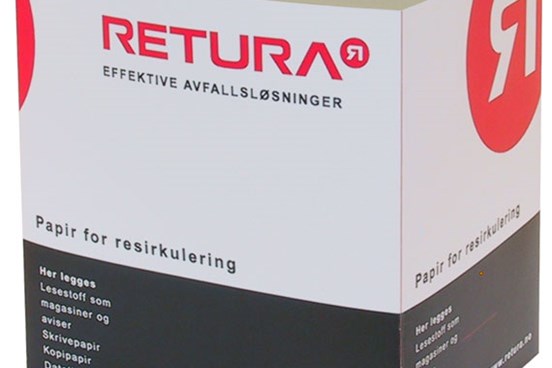 RETURA
EFFEKTIVE AVFALLSLØSNINGER
Papir for resirkulering
Her legges
Lesestoff som
magasiner og
aviser
Skrivepapir
Kopipapir
Papir for resirkulering
Her legges
Lesestoff som
magasiner og
aviser
www.retura.no